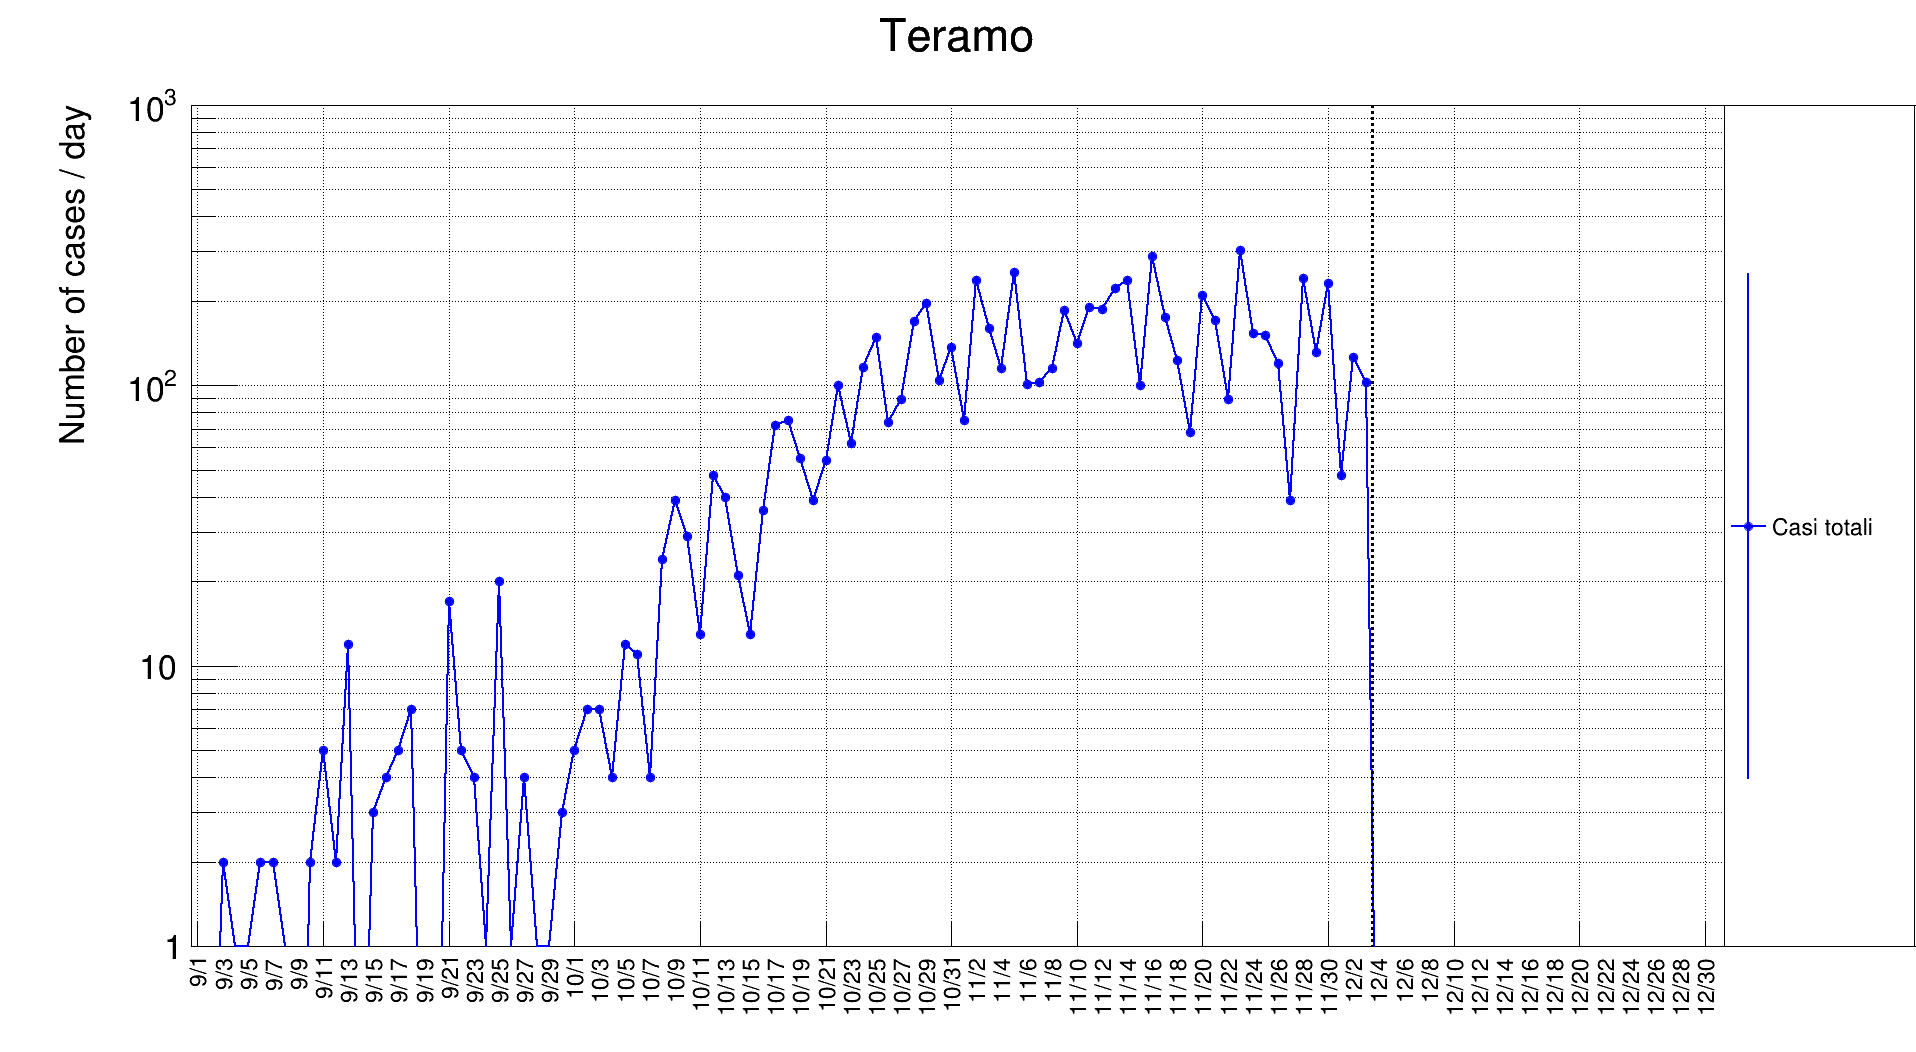 Teramo
Number of cases / day
10³
10²
10
1
9/1 9/3 9/5 9/7 9/9 9/11 9/13 9/15 9/17 9/19 9/21 9/23 9/25 9/27 9/29 10/1 10/3 10/5 10/7 10/9 10/11 10/13 10/15 10/17 10/19 10/21 10/23 10/25 10/27 10/29 10/31 11/2 11/4 11/6 11/8 11/10 11/12 11/14 11/16 11/18 11/20 11/22 11/24 11/26 11/28 11/30 12/2 12/4 12/6 12/8 12/10 12/12 12/14 12/16 12/18 12/20 12/22 12/24 12/26 12/28 12/30
Casi totali